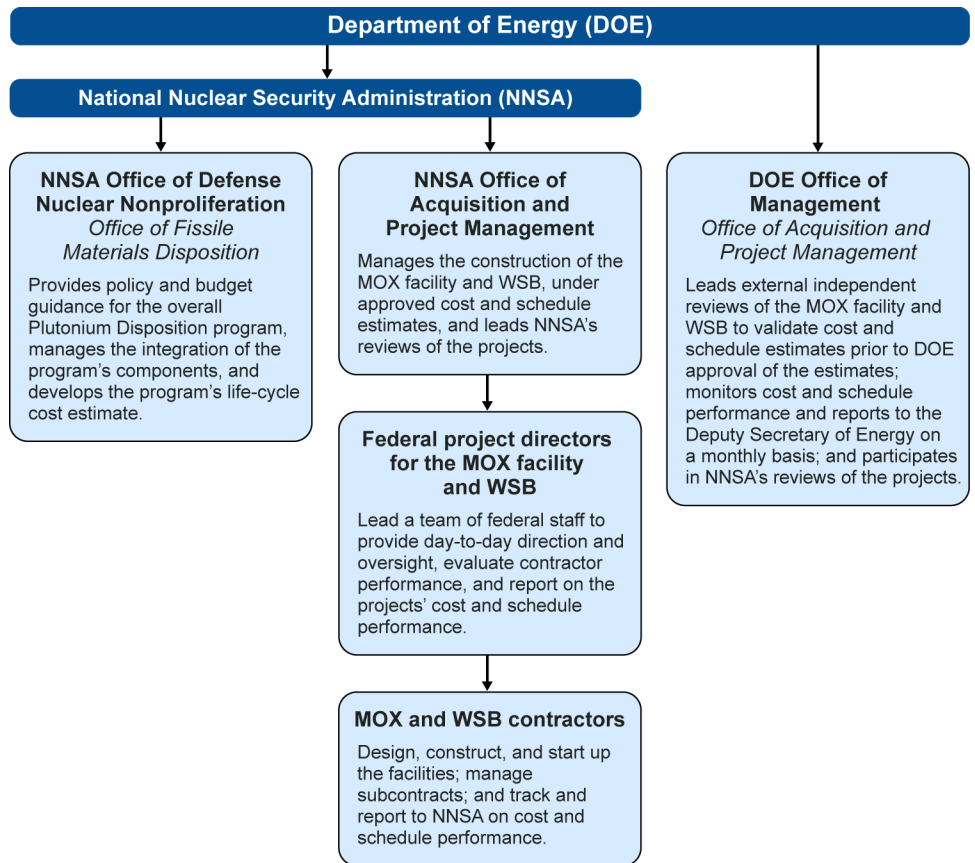 Department of Energy (DOE)
National Nuclear Security Administration (NNSA)
NNSA Office of Defense
Nuclear Nonproliferation
Office of Fissile
Materials Disposition
Provides policy and budget
guidance for the overall
Plutonium Disposition program,
manages the integration of the
program’s components, and
develops the program’s life-cycle
cost estimate.
NNSA Office of
Acquisition and
Project Management
Manages the construction of the
MOX facility and WSB, under
approved cost and schedule
estimates, and leads NNSA’s
reviews of the projects.
Federal project directors
for the MOX facility
and WSB
Lead a team of federal staff to
provide day-to-day direction and
oversight, evaluate contractor
performance, and report on the
projects’ cost and schedule
performance.
MOX and WSB contractors
Design, construct, and start up
the facilities; manage
subcontracts; and track and
report to NNSA on cost and
schedule performance.
DOE Office of
Management
Office of Acquisition and
Project Management
Leads external independent
reviews of the MOX facility and
WSB to validate cost and
schedule estimates prior to DOE
approval of the estimates;
monitors cost and schedule
performance and reports to the
Deputy Secretary of Energy on
a monthly basis; and participates
in NNSA’s reviews of the projects.